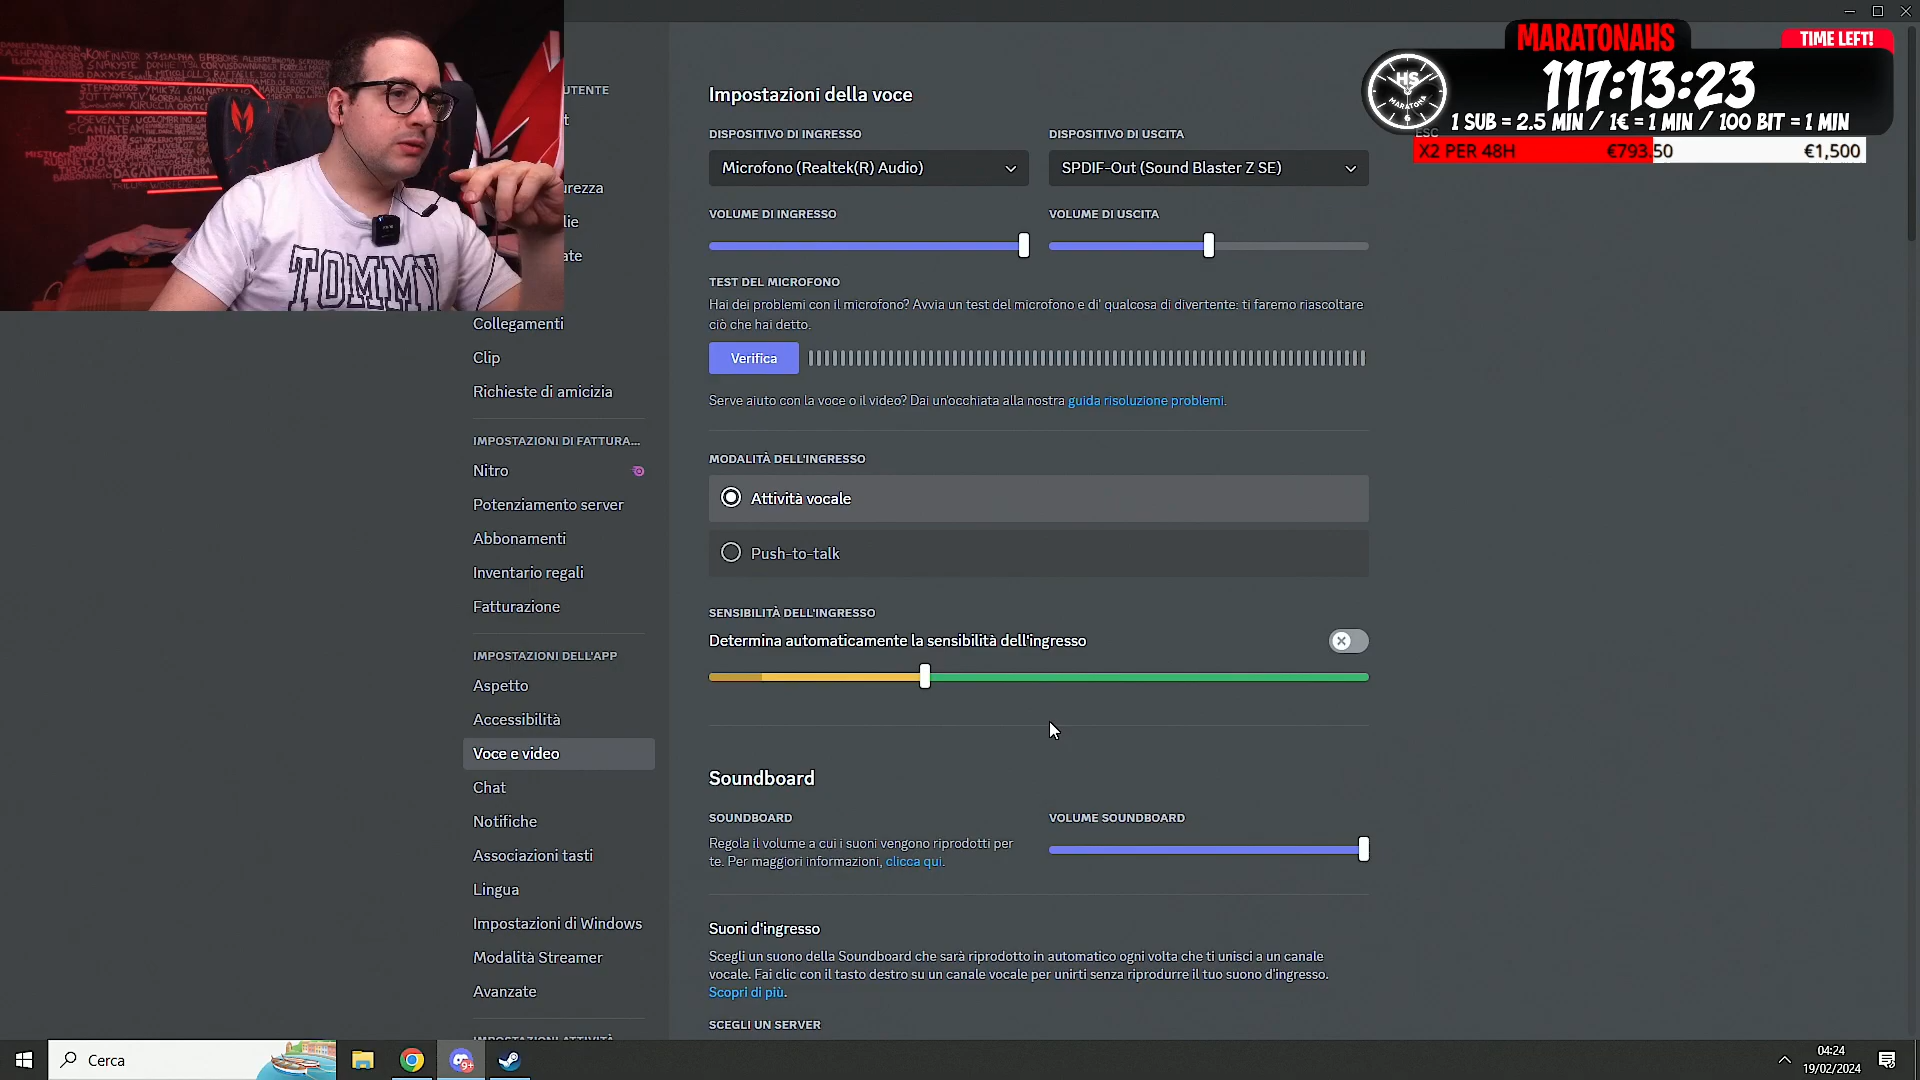 MARATONAHS
TIME LEFT!
HS
MARATONA
117:13:23
1 SUB = 2.5 MIN / 1€ = 1 MIN / 100 BIT = 1 MIN
ESC
X2 PER 48H €793.50 €1,500
TOMMY
UTENTE
urezza
lie
ate
Collegamenti
Clip
Richieste di amicizia
IMPOSTAZIONI DI FATTURA...
Nitro
Potenziamento server
Abbonamenti
Inventario regali
Fatturazione
IMPOSTAZIONI DELL'APP
Aspetto
Accessibilità
Voce e video
Chat
Notifiche
Associazioni tasti
Lingua
Impostazioni di Windows
Modalità Streamer
Avanzate
IMPOSTAZIONI ATTIVITÀ
Impostazioni della voce
DISPOSITIVO DI INGRESSO
Microfono (Realtek(R) Audio)
DISPOSITIVO DI USCITA
SPDIF-Out (Sound Blaster Z SE)
VOLUME DI INGRESSO
VOLUME DI USCITA
TEST DEL MICROFONO
Hai dei problemi con il microfono? Avvia un test del microfono e di' qualcosa di divertente: ti faremo riascoltare
ciò che hai detto.
Verifica
Serve aiuto con la voce o il video? Dai un'occhiata alla nostra guida risoluzione problemi.
MODALITÀ DELL'INGRESSO
Attività vocale
Push-to-talk
SENSIBILITÀ DELL'INGRESSO
Determina automaticamente la sensibilità dell'ingresso
Soundboard
SOUNDBOARD
Regola il volume a cui i suoni vengono riprodotti per
te. Per maggiori informazioni, clicca qui.
VOLUME SOUNDBOARD
Suoni d'ingresso
Scegli un suono della Soundboard che sarà riprodotto in automatico ogni volta che ti unisci a un canale
vocale. Fai clic con il tasto destro su un canale vocale per unirti senza riprodurre il tuo suono d'ingresso.
Scopri di più.
SCEGLI UN SERVER
Cerca
9+
04:24
19/02/2024